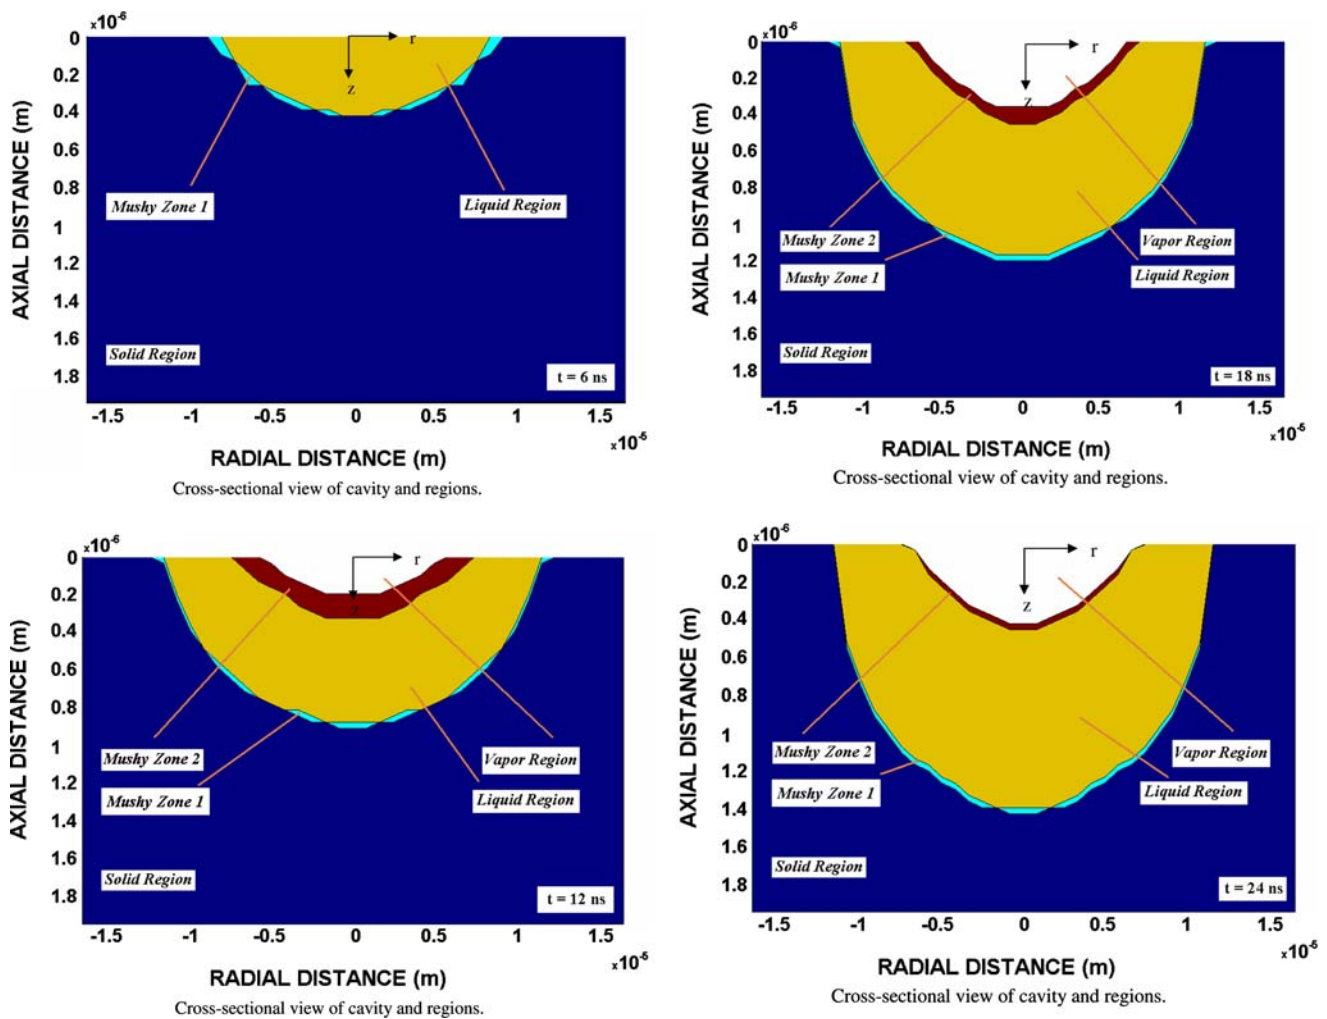 x10⁻⁶
0
0.2
0.4
0.6
0.8
1
1.2
1.4
1.6
1.8
AXIAL DISTANCE (m)
r
z
Mushy Zone 1
Liquid Region
Solid Region
t = 6 ns
-1.5 -1 -0.5 0 0.5 1 1.5
x10⁻⁵
RADIAL DISTANCE (m)
Cross-sectional view of cavity and regions.
x10⁻⁶
0
0.2
0.4
0.6
0.8
1
1.2
1.4
1.6
1.8
AXIAL DISTANCE (m)
r
z
Mushy Zone 2
Vapor Region
Mushy Zone 1
Liquid Region
Solid Region
t = 18 ns
-1.5 -1 -0.5 0 0.5 1 1.5
x10⁻⁵
RADIAL DISTANCE (m)
Cross-sectional view of cavity and regions.
x10⁻⁶
0
0.2
0.4
0.6
0.8
1
1.2
1.4
1.6
1.8
AXIAL DISTANCE (m)
r
z
Mushy Zone 2
Vapor Region
Mushy Zone 1
Liquid Region
Solid Region
t = 12 ns
-1.5 -1 -0.5 0 0.5 1 1.5
x10⁻⁵
RADIAL DISTANCE (m)
Cross-sectional view of cavity and regions.
x10⁻⁶
0
0.2
0.4
0.6
0.8
1
1.2
1.4
1.6
1.8
AXIAL DISTANCE (m)
r
z
Mushy Zone 2
Vapor Region
Mushy Zone 1
Liquid Region
Solid Region
t = 24 ns
-1.5 -1 -0.5 0 0.5 1 1.5
x10⁻⁵
RADIAL DISTANCE (m)
Cross-sectional view of cavity and regions.